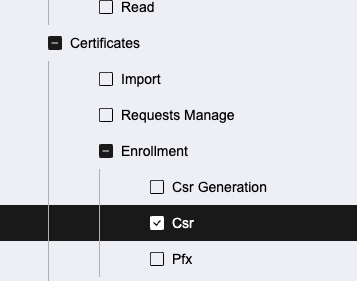 Read
Certificates
Import
Requests Manage
Enrollment
Csr Generation
Csr
Pfx